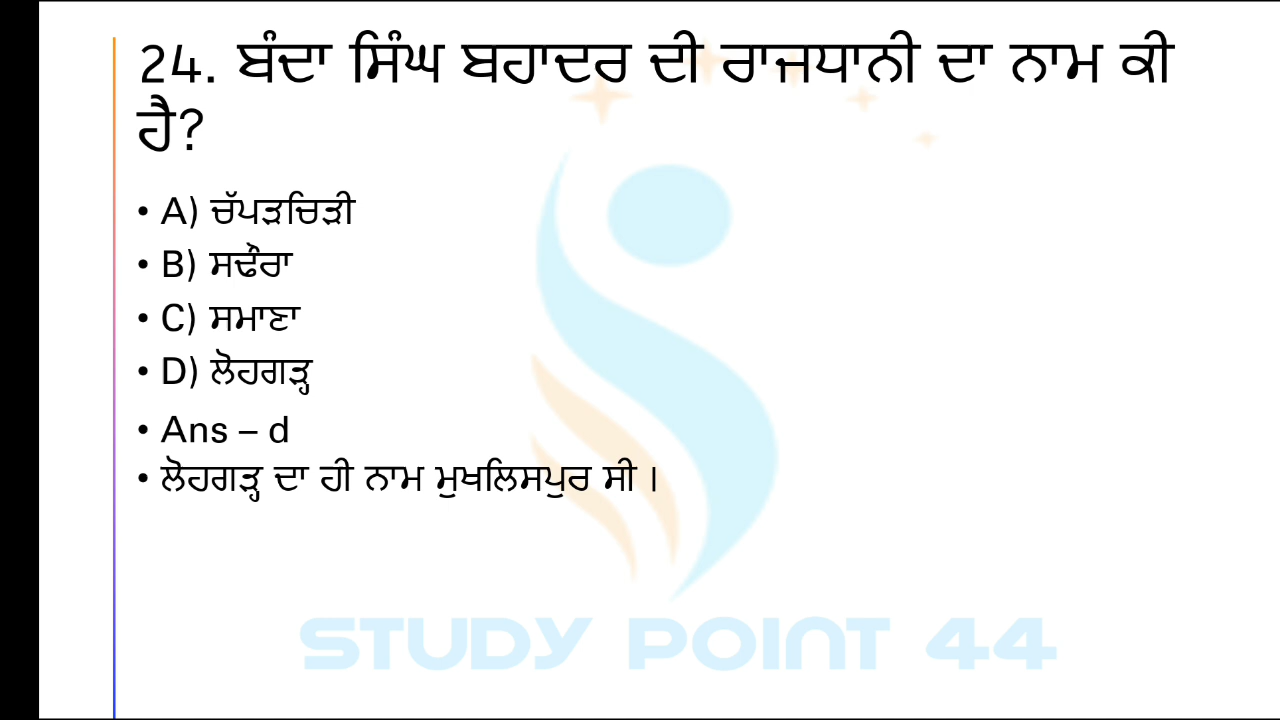 24. ਬੰਦਾ ਸਿੰਘ ਬਹਾਦਰ ਦੀ ਰਾਜਧਾਨੀ ਦਾ ਨਾਮ ਕੀ
ਹੈ?
• A) ਚੱਪੜਚਿੜੀ
• B) ਸਢੌਰਾ
• C) ਸਮਾਣਾ
• D) ਲੋਹਗੜ੍ਹ
• Ans – d
• ਲੋਹਗੜ੍ਹ ਦਾ ਹੀ ਨਾਮ ਮੁਖਲਿਸਪੁਰ ਸੀ ।
STUDY POINT 44